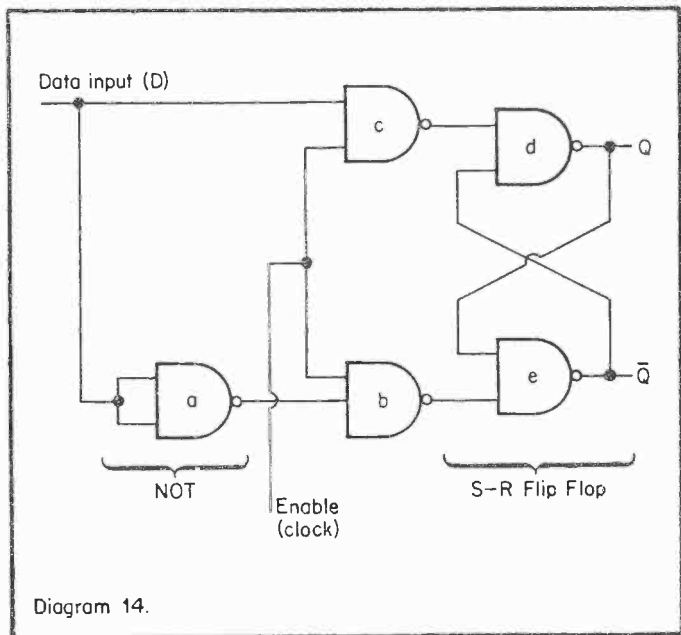 Data input (D)
c
d
Q
a
b
e
Q̅
NOT
Enable
(clock)
S-R Flip Flop
Diagram 14.